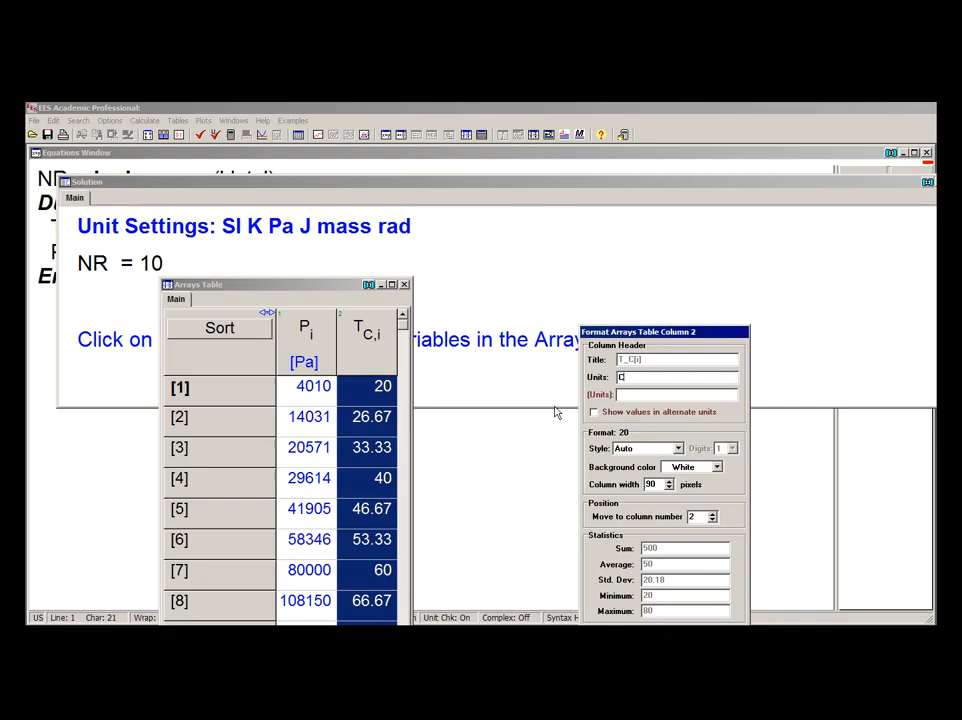 EES Academic Professional:
File Edit Search Options Calculate Tables Plots Windows Help Examples
Equations Window
Solution
Main
Unit Settings: SI K Pa J mass rad
NR = 10
Arrays Table
Main
Sort
1
P i
[Pa]
2
T C,i
[1] 4010 20
[2] 14031 26.67
[3] 20571 33.33
[4] 29614 40
[5] 41905 46.67
[6] 58346 53.33
[7] 80000 60
[8] 108150 66.67
Click on
riables in the Array
Format Arrays Table Column 2
Column Header
Title: T_C[i]
Units: C
[Units]:
Show values in alternate units
Format: 20
Style: Auto Digits: 1
Background color White
Column width 90 pixels
Position
Move to column number 2
Statistics
Sum: 500
Average: 50
Std. Dev: 20.18
Minimum: 20
Maximum: 80
US Line: 1 Char: 21 Wrap: Unit Chk: On Complex: Off Syntax H